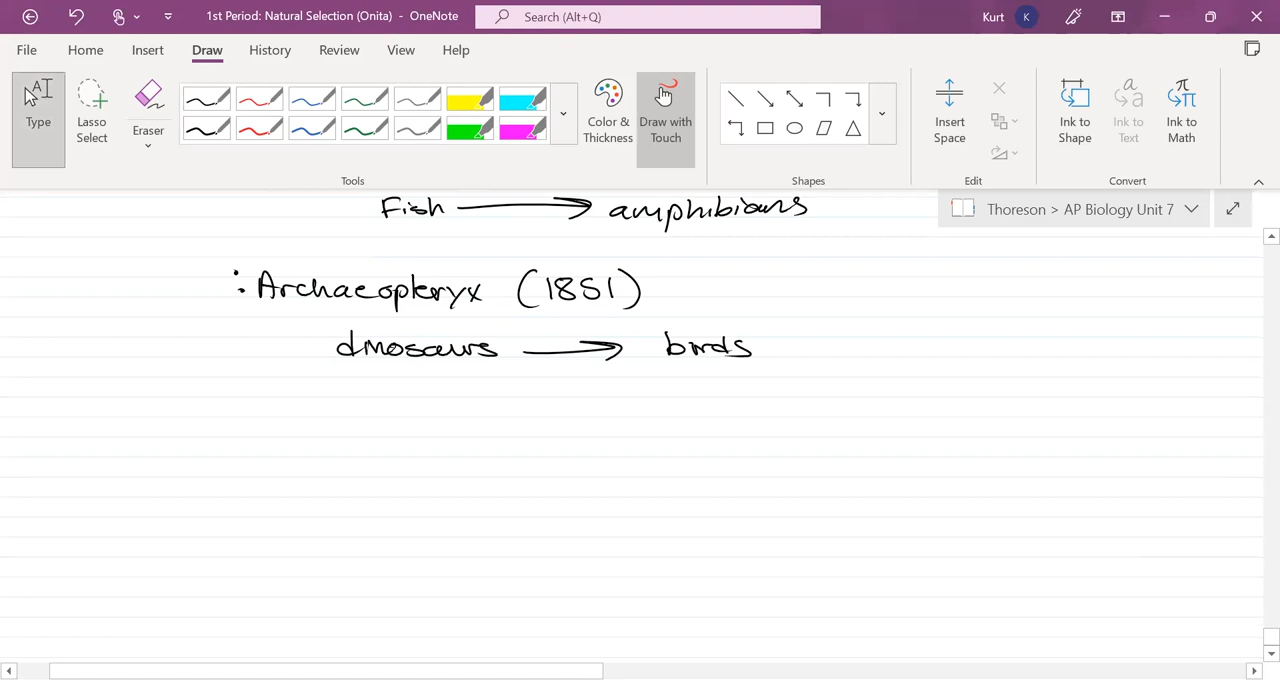 1st Period: Natural Selection (Onita) - OneNote
Search (Alt+Q)
Kurt K
File Home Insert Draw History Review View Help
Type
Lasso Select
Eraser
Color & Thickness
Draw with Touch
Insert Space
Ink to Shape
Ink to Text
Ink to Math
Tools Shapes Edit Convert
Thoreson > AP Biology Unit 7
Fish → amphibians
: Archaeopteryx (1851)
dinosaurs → birds